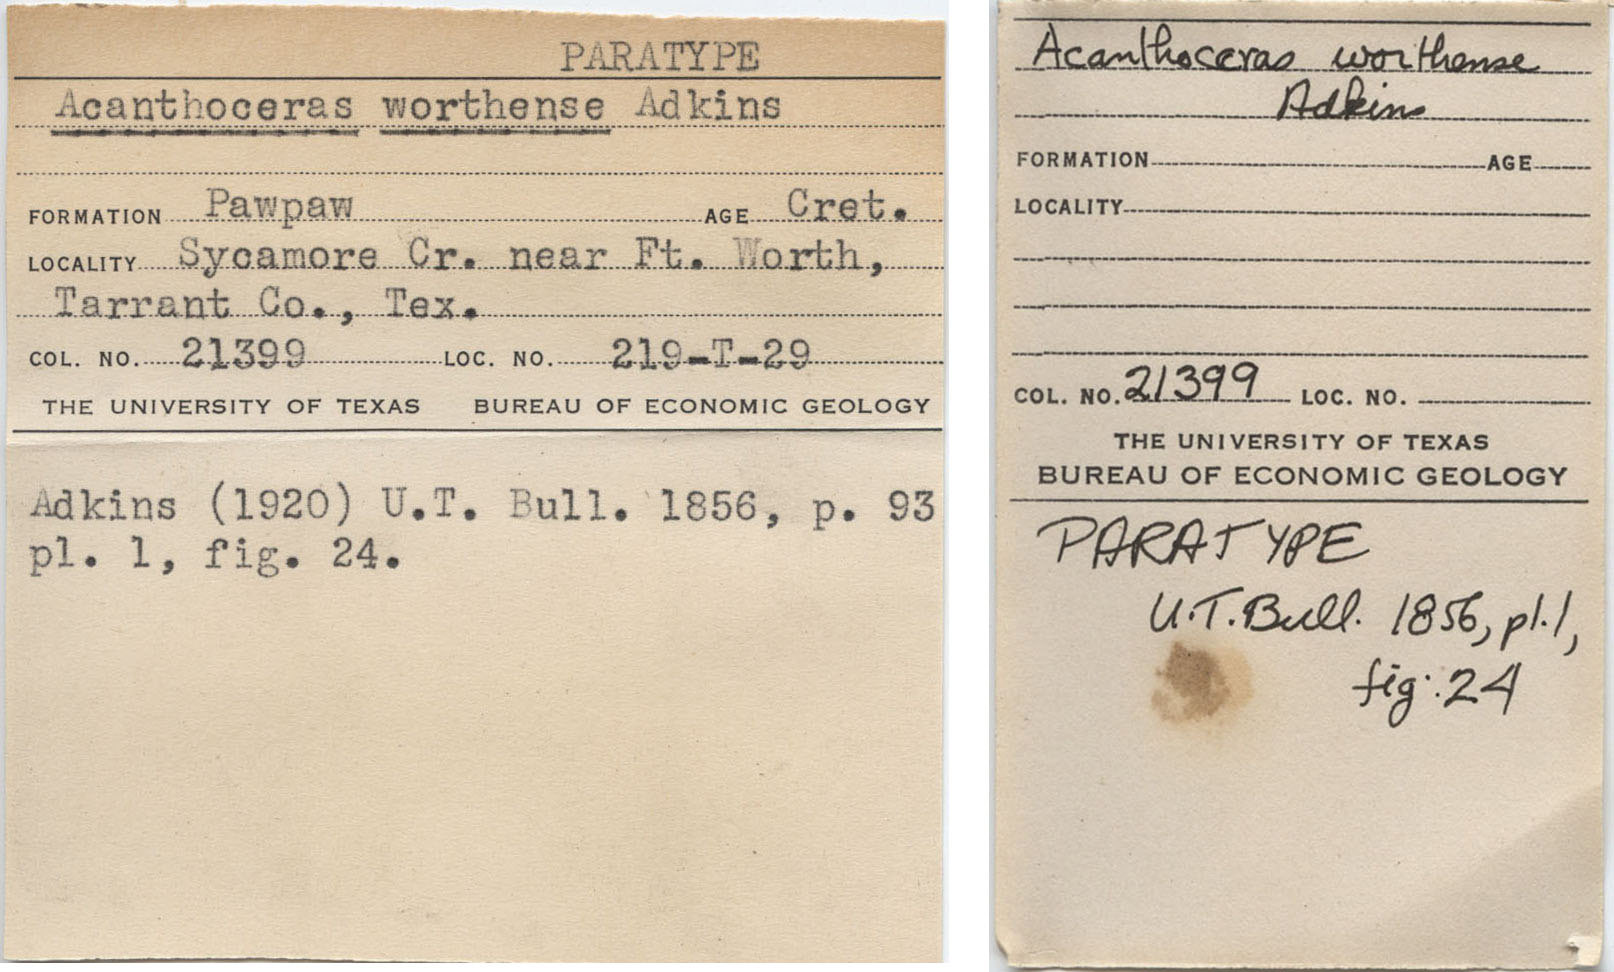 PARATYPE
Acanthoceras worthense Adkins
FORMATION Pawpaw AGE Cret.
LOCALITY Sycamore Cr. near Ft. Worth,
Tarrant Co., Tex.
COL. NO. 21399 LOC. NO. 219-T-29
THE UNIVERSITY OF TEXAS BUREAU OF ECONOMIC GEOLOGY
Adkins (1920) U.T. Bull. 1856, p. 93
pl. 1, fig. 24.
Acanthoceras worthense
Adkins
FORMATION AGE
LOCALITY
COL. NO. 21399 LOC. NO.
THE UNIVERSITY OF TEXAS
BUREAU OF ECONOMIC GEOLOGY
PARATYPE
U.T. Bull. 1856, pl. 1,
fig. 24